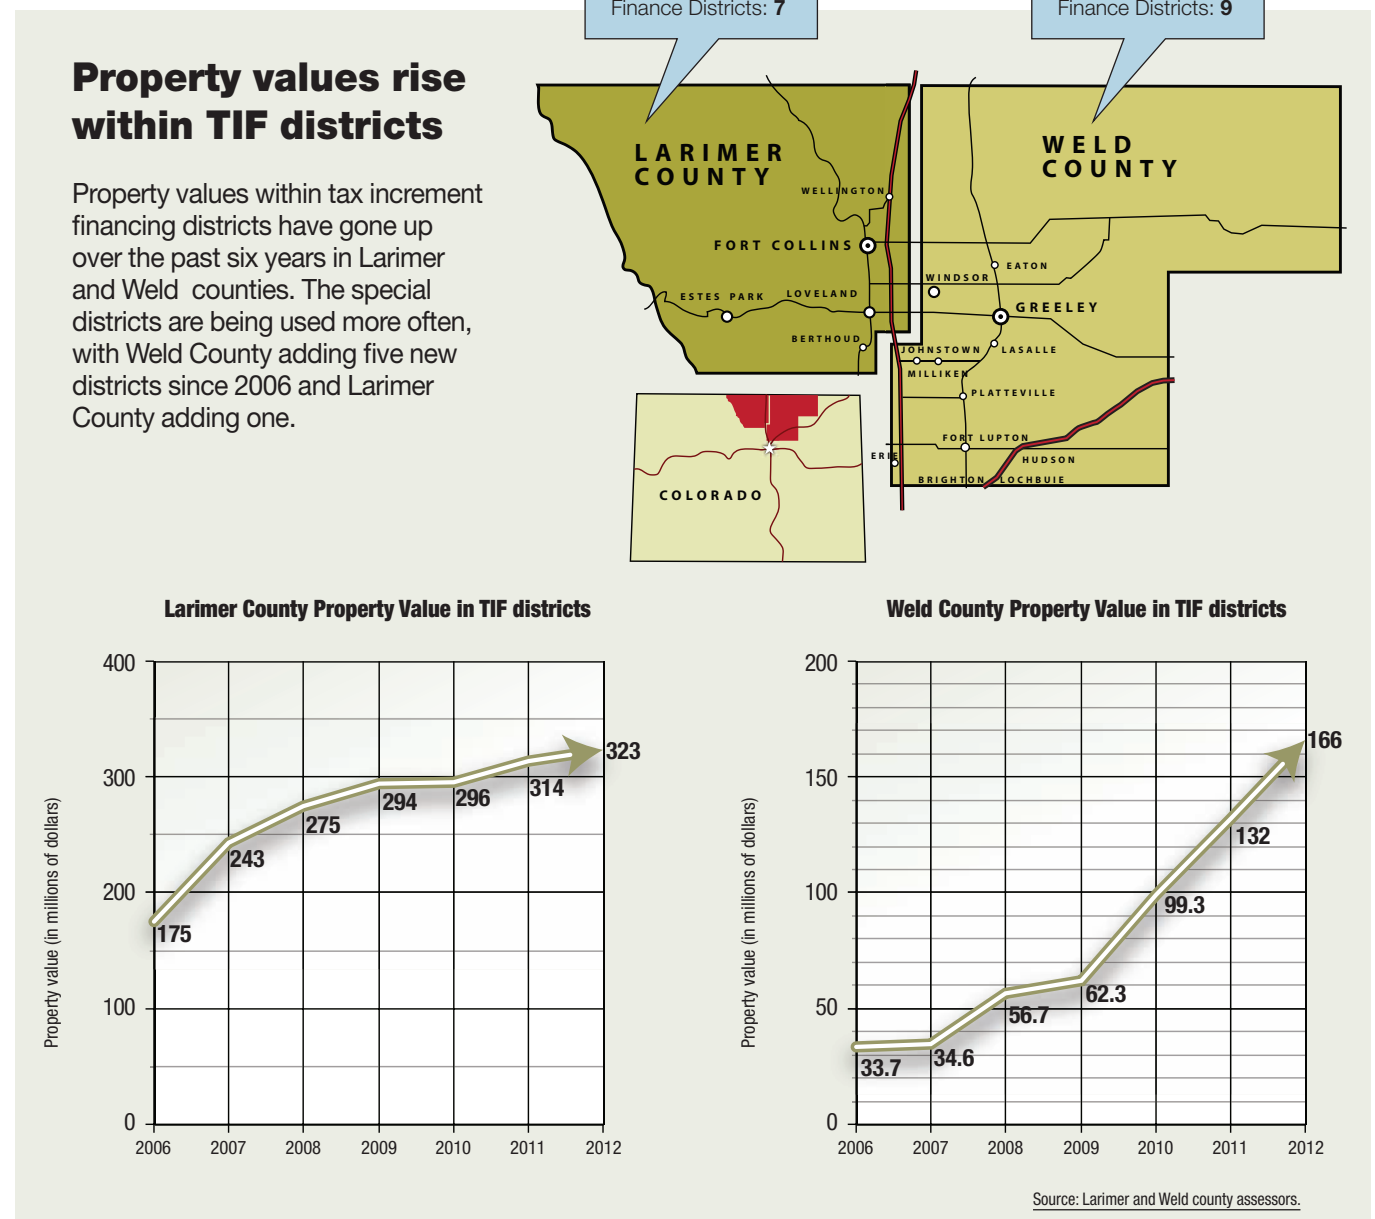 Finance Districts: 7
Finance Districts: 9
Property values rise
within TIF districts
Property values within tax increment
financing districts have gone up
over the past six years in Larimer
and Weld counties. The special
districts are being used more often,
with Weld County adding five new
districts since 2006 and Larimer
County adding one.
LARIMER
COUNTY
WELD
COUNTY
WELLINGTON
FORT COLLINS
EATON
WINDSOR
ESTES PARK
LOVELAND
GREELEY
BERTHOUD
JOHNSTOWN
LASALLE
MILLIKEN
PLATTEVILLE
FORT LUPTON
ERIE
HUDSON
BRIGHTON
LOCHBUIE
COLORADO
Larimer County Property Value in TIF districts
Property value (in millions of dollars)
400
300
200
100
0
175
243
275
294
296
314
323
2006 2007 2008 2009 2010 2011 2012
Weld County Property Value in TIF districts
Property value (in millions of dollars)
200
150
100
50
0
33.7
34.6
56.7
62.3
99.3
132
166
2006 2007 2008 2009 2010 2011 2012
Source: Larimer and Weld county assessors.